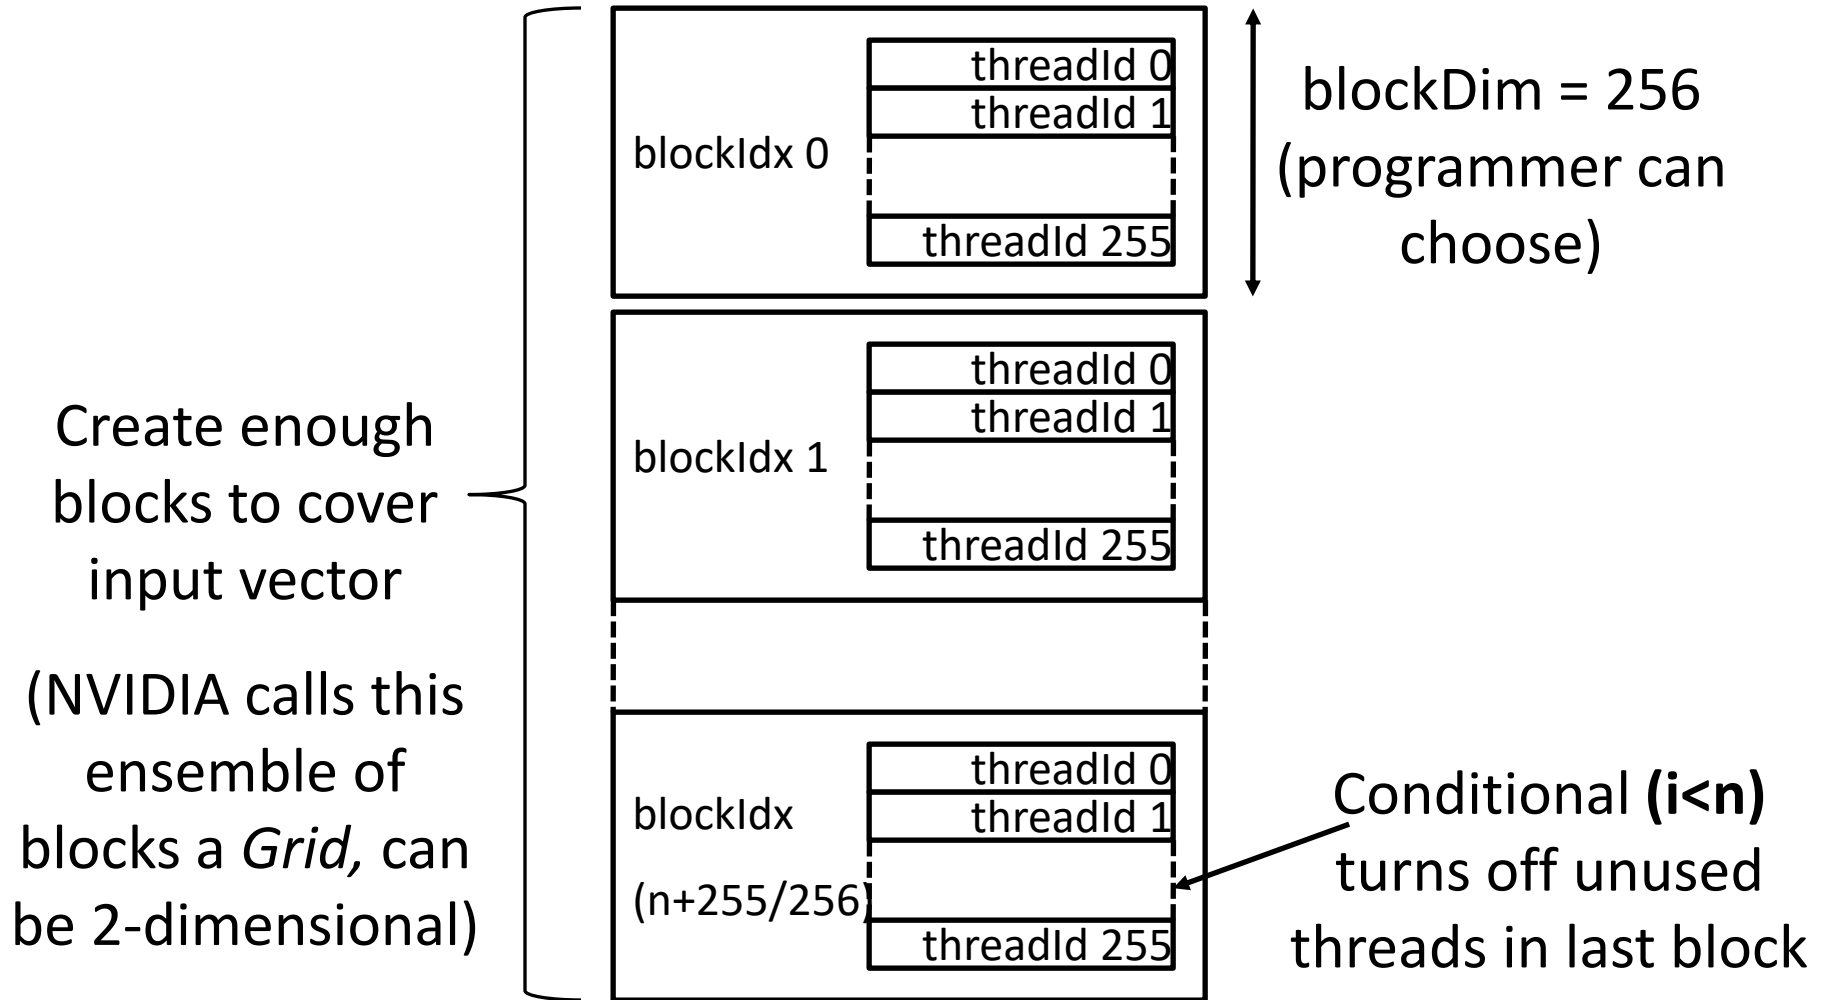 threadId 0
threadId 1
blockIdx 0
threadId 255
blockDim = 256
(programmer can
choose)
threadId 0
threadId 1
blockIdx 1
threadId 255
Create enough
blocks to cover
input vector
(NVIDIA calls this
ensemble of
blocks a Grid, can
be 2-dimensional)
threadId 0
threadId 1
blockIdx
(n+255/256)
threadId 255
Conditional (i<n)
turns off unused
threads in last block